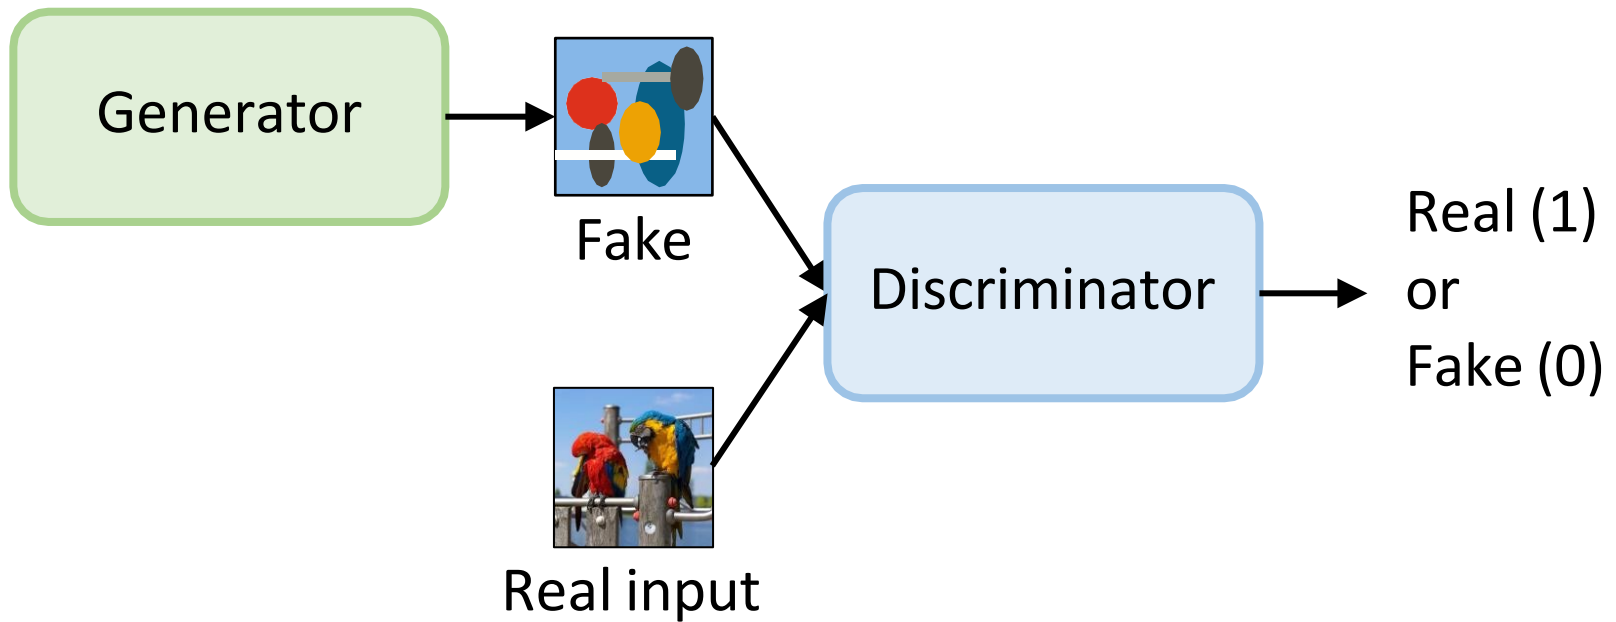 Generator
Fake
Discriminator
Real (1)
or
Fake (0)
Real input